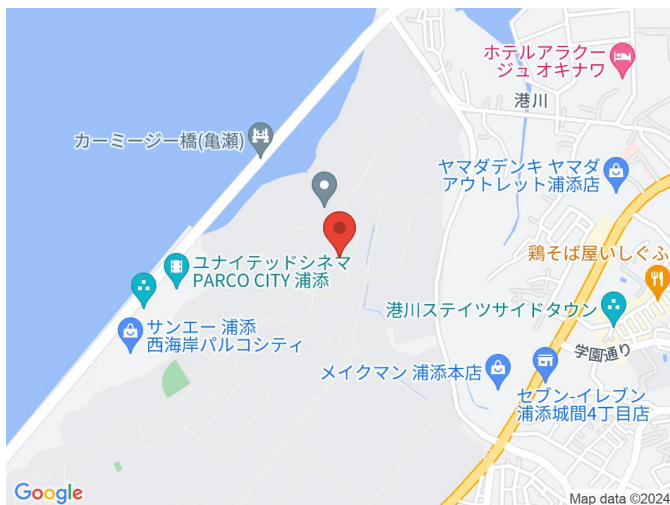 ホテルアラクー
ジュ オキナワ
港川
カーミージー橋(亀瀬)
ヤマダデンキ ヤマダ
アウトレット浦添店
鶏そば屋いしぐふ
ユナイテッドシネマ
PARCO CITY 浦添
港川ステイツサイドタウン
サンエー 浦添
西海岸パルコシティ
学園通り
メイクマン 浦添本店
セブン-イレブン
浦添城間4丁目店
Google
Map data ©2024